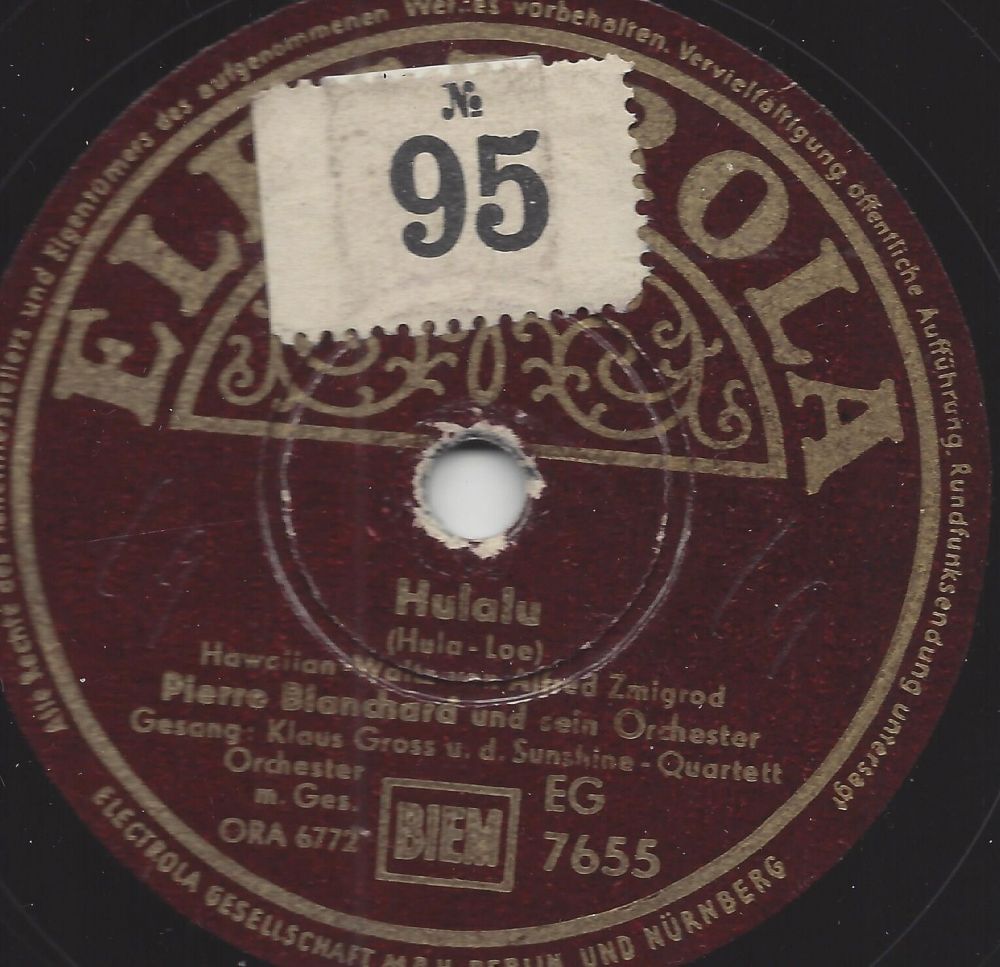 Alle Rechte des Herstellers und Eigentümers des aufgenommenen Werkes vorbehalten. Vervielfältigung, öffentliche Aufführung, Rundfunksendung untersagt
EL ROLA
№
95
Hulalu
(Hula-Loe)
Hawaiian-Waltz von Alfred Zmigrod
Pierre Blanchard und sein Orchester
Gesang: Klaus Gross u. d. Sunshine-Quartett
Orchester
m. Ges.
ORA 6772
BIEM
EG
7655
ELECTROLA GESELLSCHAFT M.B.H. BERLIN UND NÜRNBERG